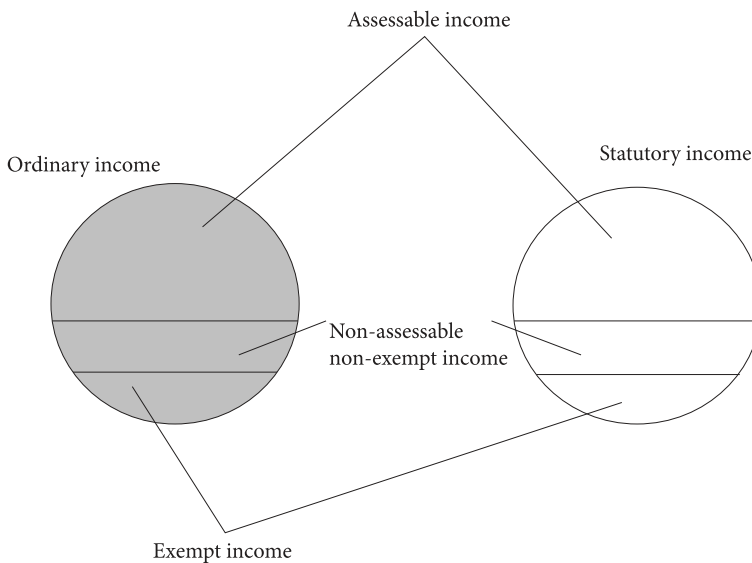 Assessable income
Ordinary income
Statutory income
Non-assessable
non-exempt income
Exempt income